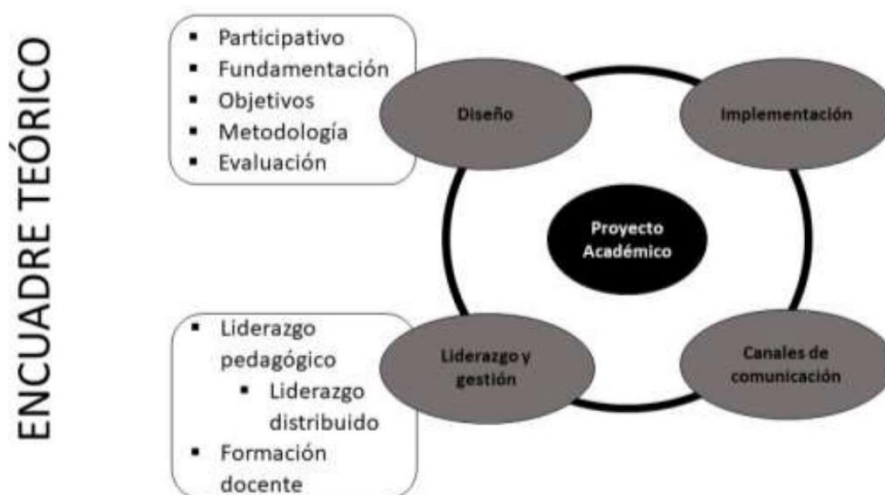 ENCUADRE TEÓRICO
▪ Participativo
▪ Fundamentación
▪ Objetivos
▪ Metodología
▪ Evaluación
Diseño
Implementación
Proyecto
Académico
▪ Liderazgo
pedagógico
▪ Liderazgo
distribuido
▪ Formación
docente
Liderazgo y
gestión
Canales de
comunicación